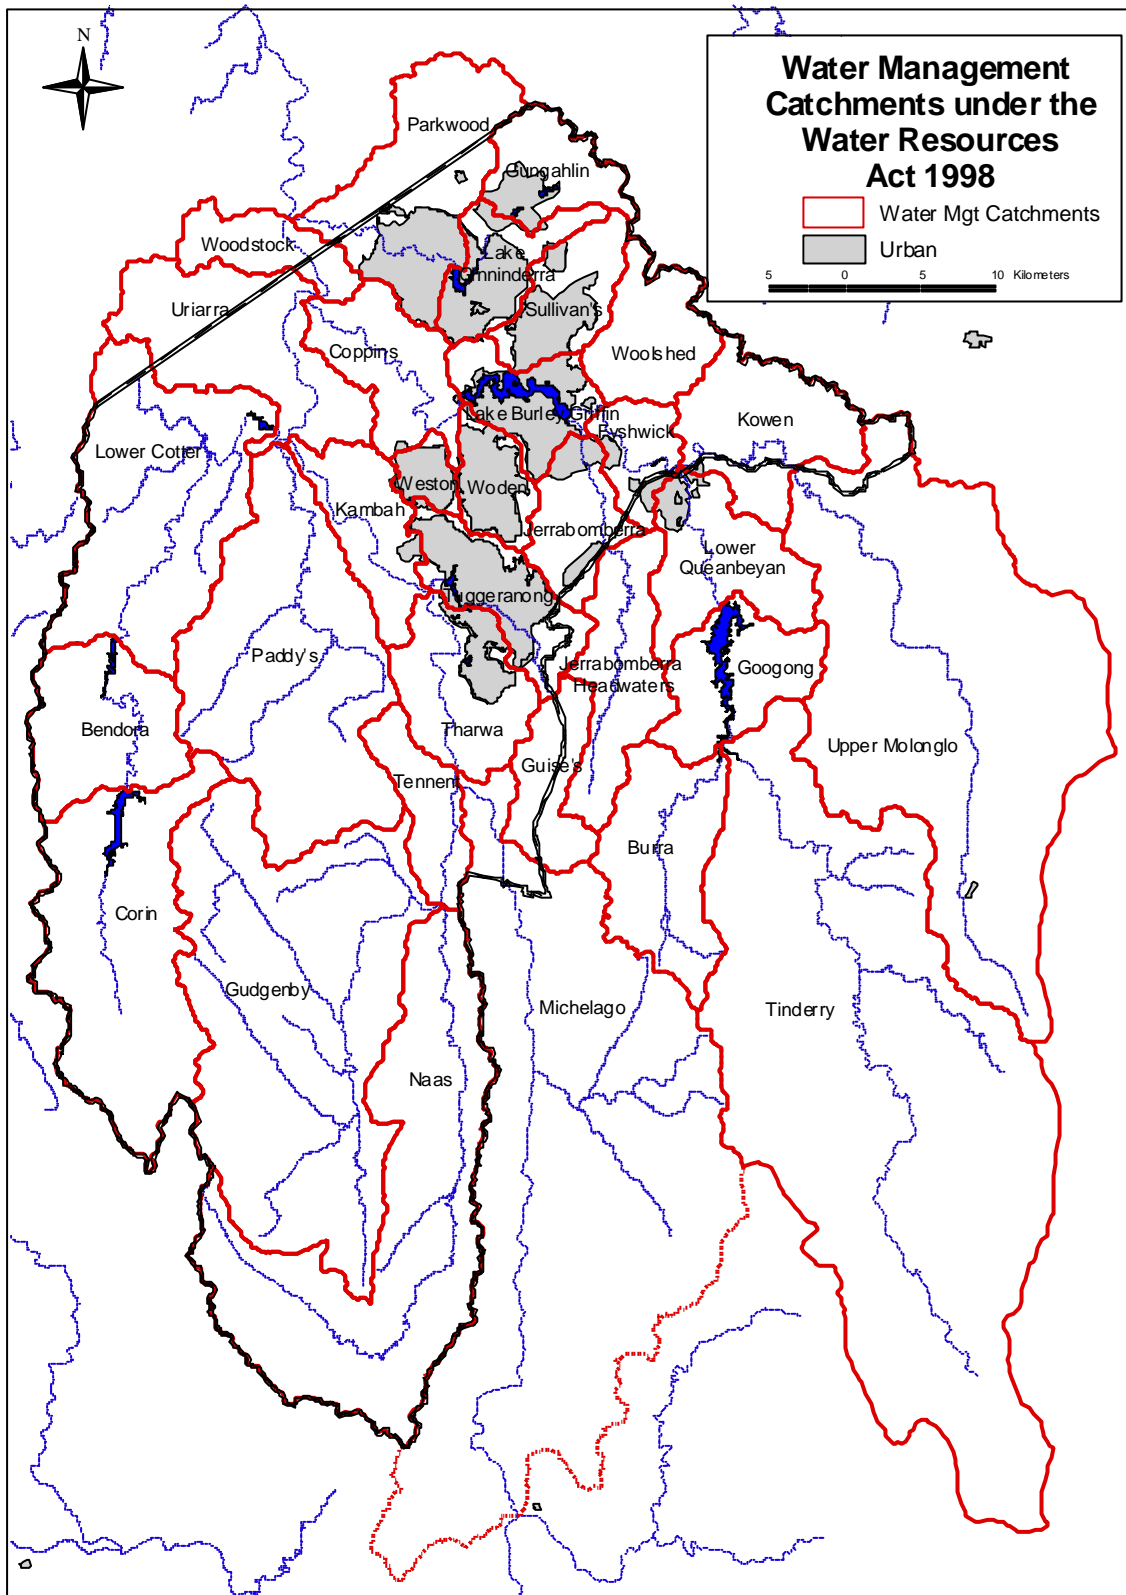 N
Water Management
Catchments under the
Water Resources
Act 1998
Water Mgt Catchments
Urban
5 0 5 10 Kilometers
Parkwood
Gungahlin
Woodstock
Lake
Ginninderra
Uriarra
Sullivan's
Coppins
Woolshed
Lake Burley Griffin
Kowen
Fyshwick
Lower Cotter
Weston
Woden
Kambah
Jerrabomberra
Lower
Queanbeyan
Tuggeranong
Paddy's
Jerrabomberra
Headwaters
Googong
Bendora
Tharwa
Upper Molonglo
Guise's
Tennent
Burra
Corin
Gudgenby
Michelago
Tinderry
Naas